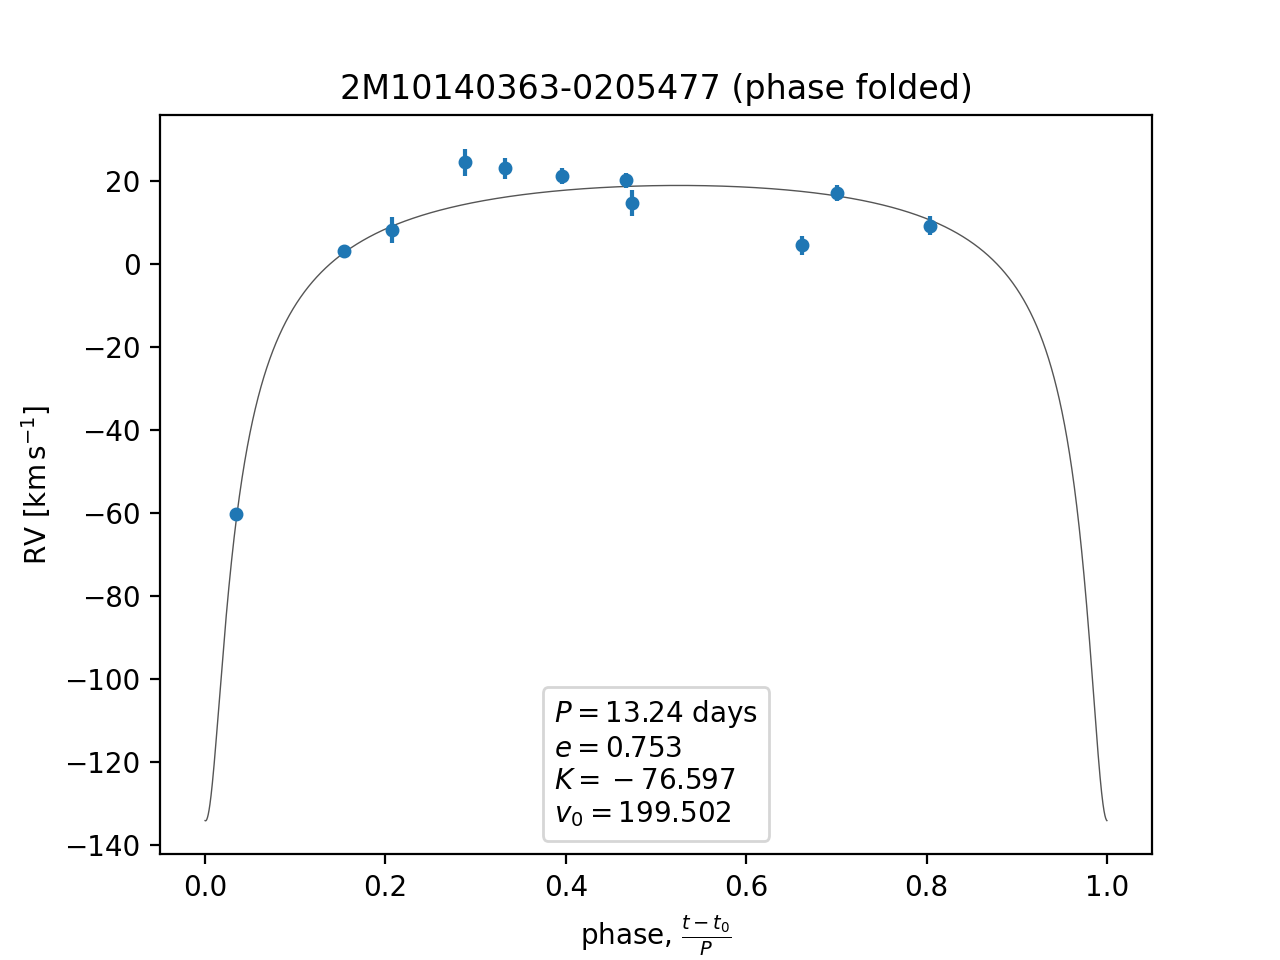 2M10140363-0205477 (phase folded)
20
0
−20
−40
−60
−80
−100
−120
−140
RV [km s⁻¹]
P = 13.24 days
e = 0.753
K = −76.597
v₀ = 199.502
0.0 0.2 0.4 0.6 0.8 1.0
phase, (t − t₀)/P